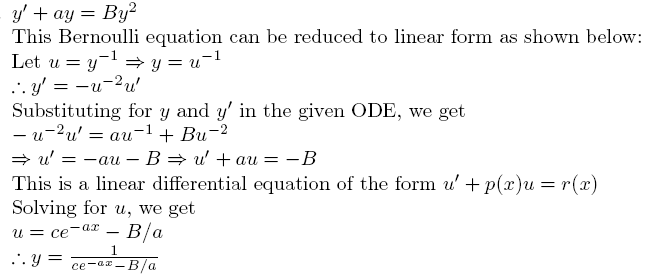 y′ + ay = By²
This Bernoulli equation can be reduced to linear form as shown below:
Let u = y⁻¹ ⇒ y = u⁻¹
∴ y′ = −u⁻²u′
Substituting for y and y′ in the given ODE, we get
− u⁻²u′ = au⁻¹ + Bu⁻²
⇒ u′ = −au − B ⇒ u′ + au = −B
This is a linear differential equation of the form u′ + p(x)u = r(x)
Solving for u, we get
u = ce⁻ᵃˣ − B/a
∴ y = 1/(ce⁻ᵃˣ−B/a)